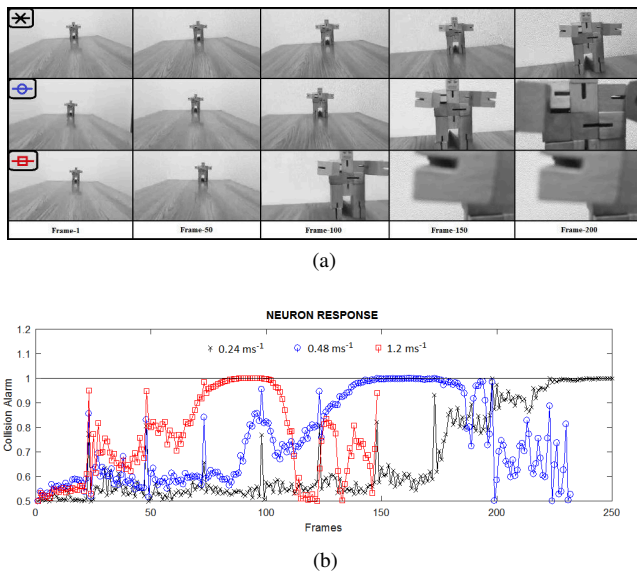 Frame-1 Frame-50 Frame-100 Frame-150 Frame-200
(a)
NEURON RESPONSE
1.2
1.1
1
0.9
0.8
0.7
0.6
0.5
Collision Alarm
0.24 ms⁻¹ 0.48 ms⁻¹ 1.2 ms⁻¹
0 50 100 150 200 250
Frames
(b)